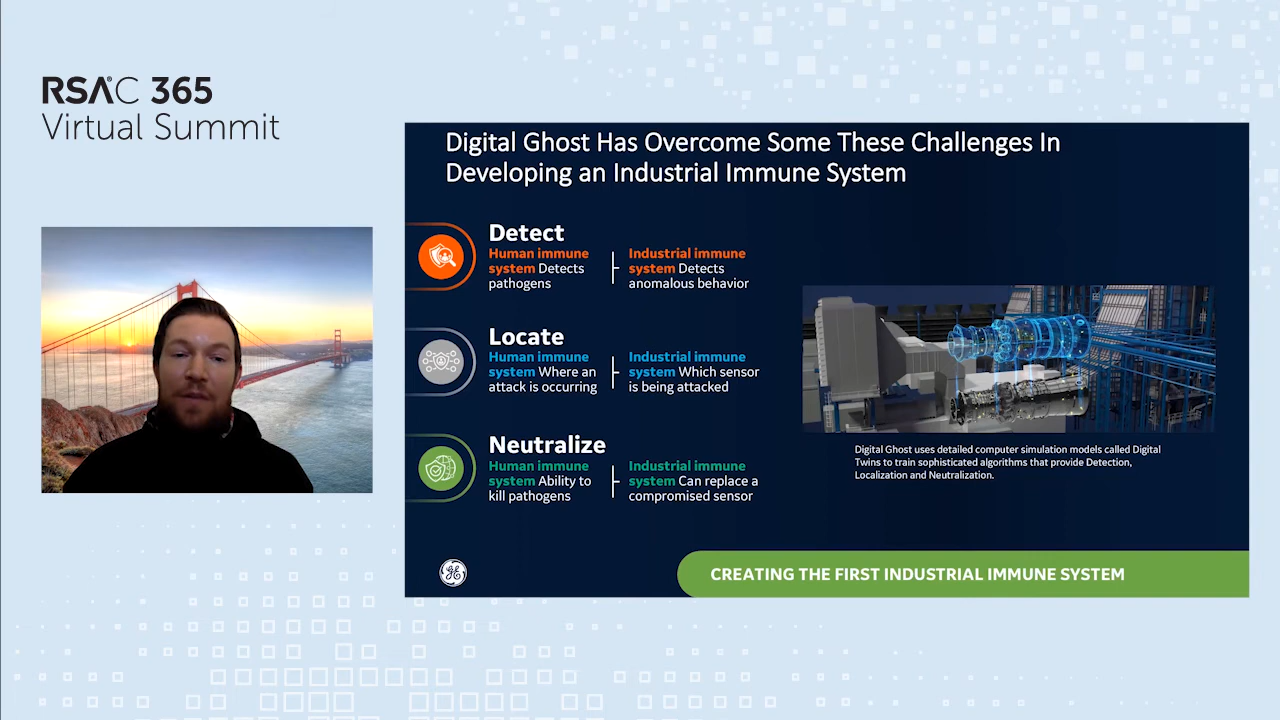 RSAC 365
Virtual Summit
Digital Ghost Has Overcome Some These Challenges In
Developing an Industrial Immune System
Detect
Human immune
system Detects
pathogens
Industrial immune
system Detects
anomalous behavior
Locate
Human immune
system Where an
attack is occurring
Industrial immune
system Which sensor
is being attacked
Neutralize
Human immune
system Ability to
kill pathogens
Industrial immune
system Can replace a
compromised sensor
Digital Ghost uses detailed computer simulation models called Digital
Twins to train sophisticated algorithms that provide Detection,
Localization and Neutralization.
GE
CREATING THE FIRST INDUSTRIAL IMMUNE SYSTEM